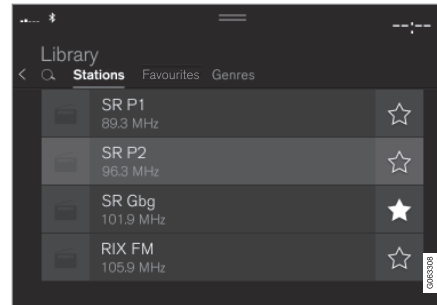 --:--
Library
Stations Favourites Genres
SR P1
89.3 MHz
SR P2
96.3 MHz
SR Gbg
101.9 MHz
RIX FM
105.9 MHz
G063308